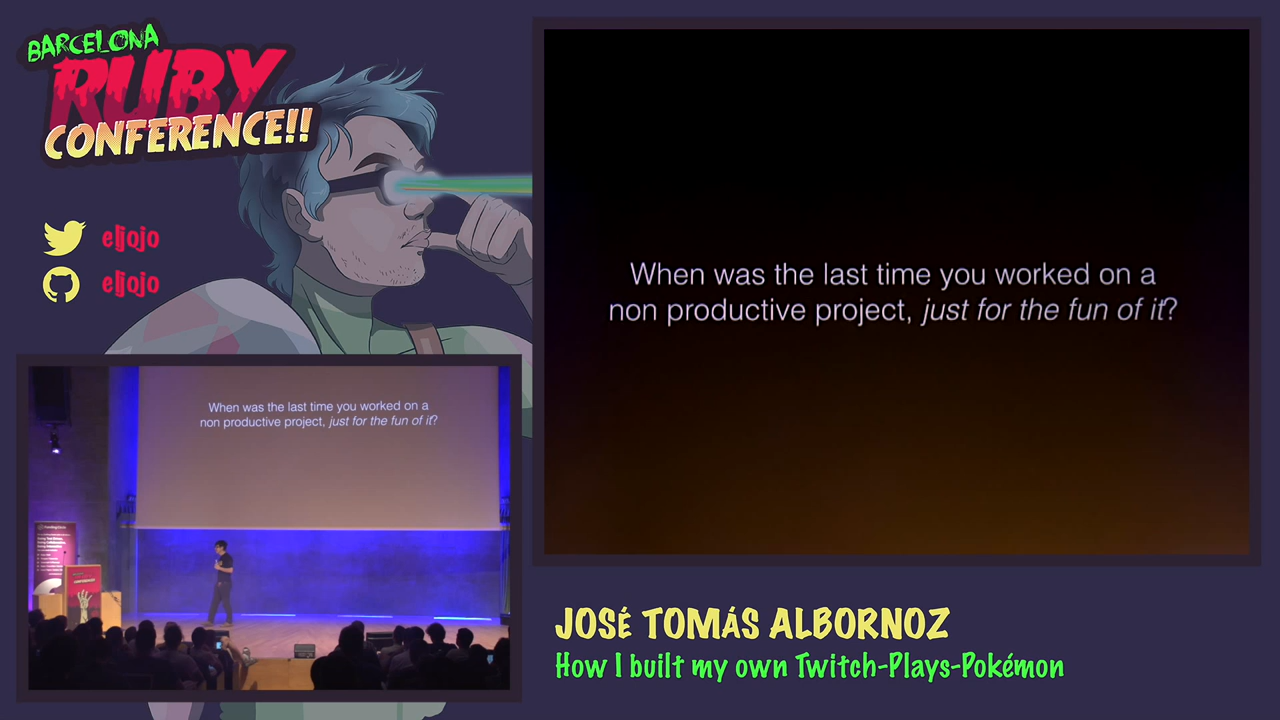 BARCELONA
RUBY
CONFERENCE!!
eljojo
eljojo
When was the last time you worked on a
non productive project, just for the fun of it?
When was the last time you worked on a
non productive project, just for the fun of it?
FundingCircle
CONFERENCE!!
JOSÉ TOMÁS ALBORNOZ
How I built my own Twitch-Plays-Pokémon